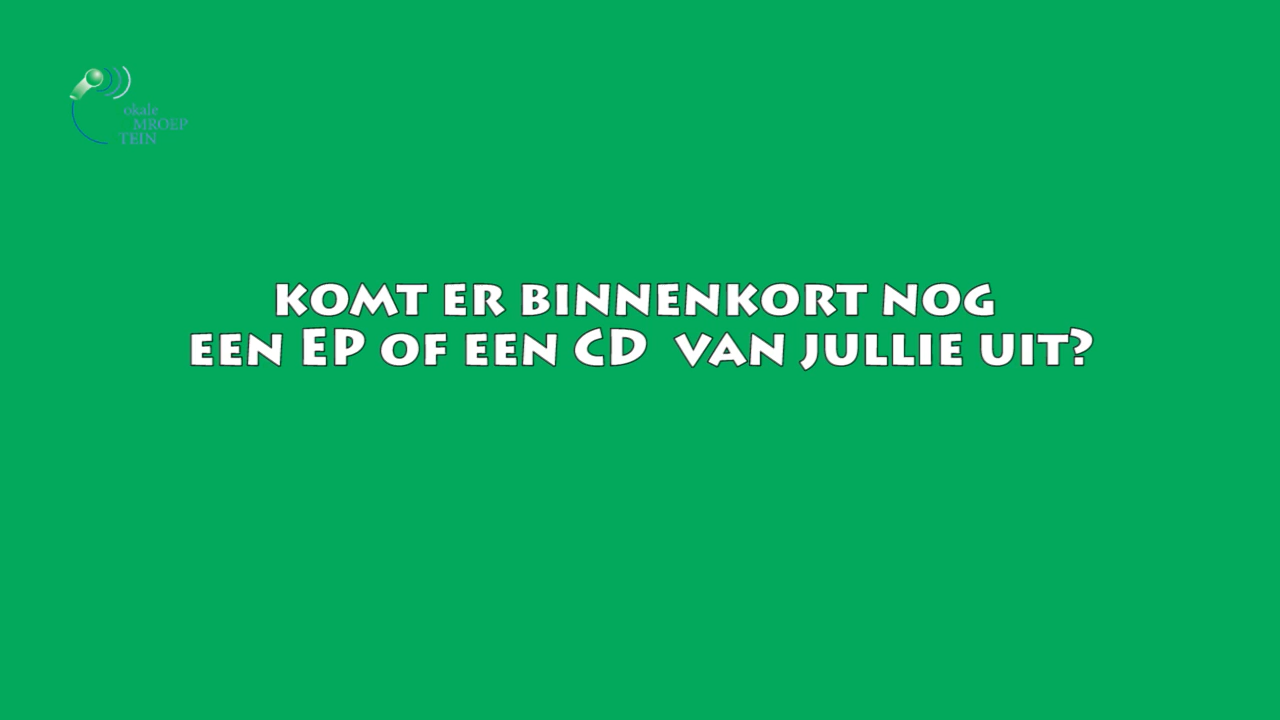 okale
MROEP
TEIN
KOMT ER BINNENKORT NOG
EEN EP OF EEN CD VAN JULLIE UIT?